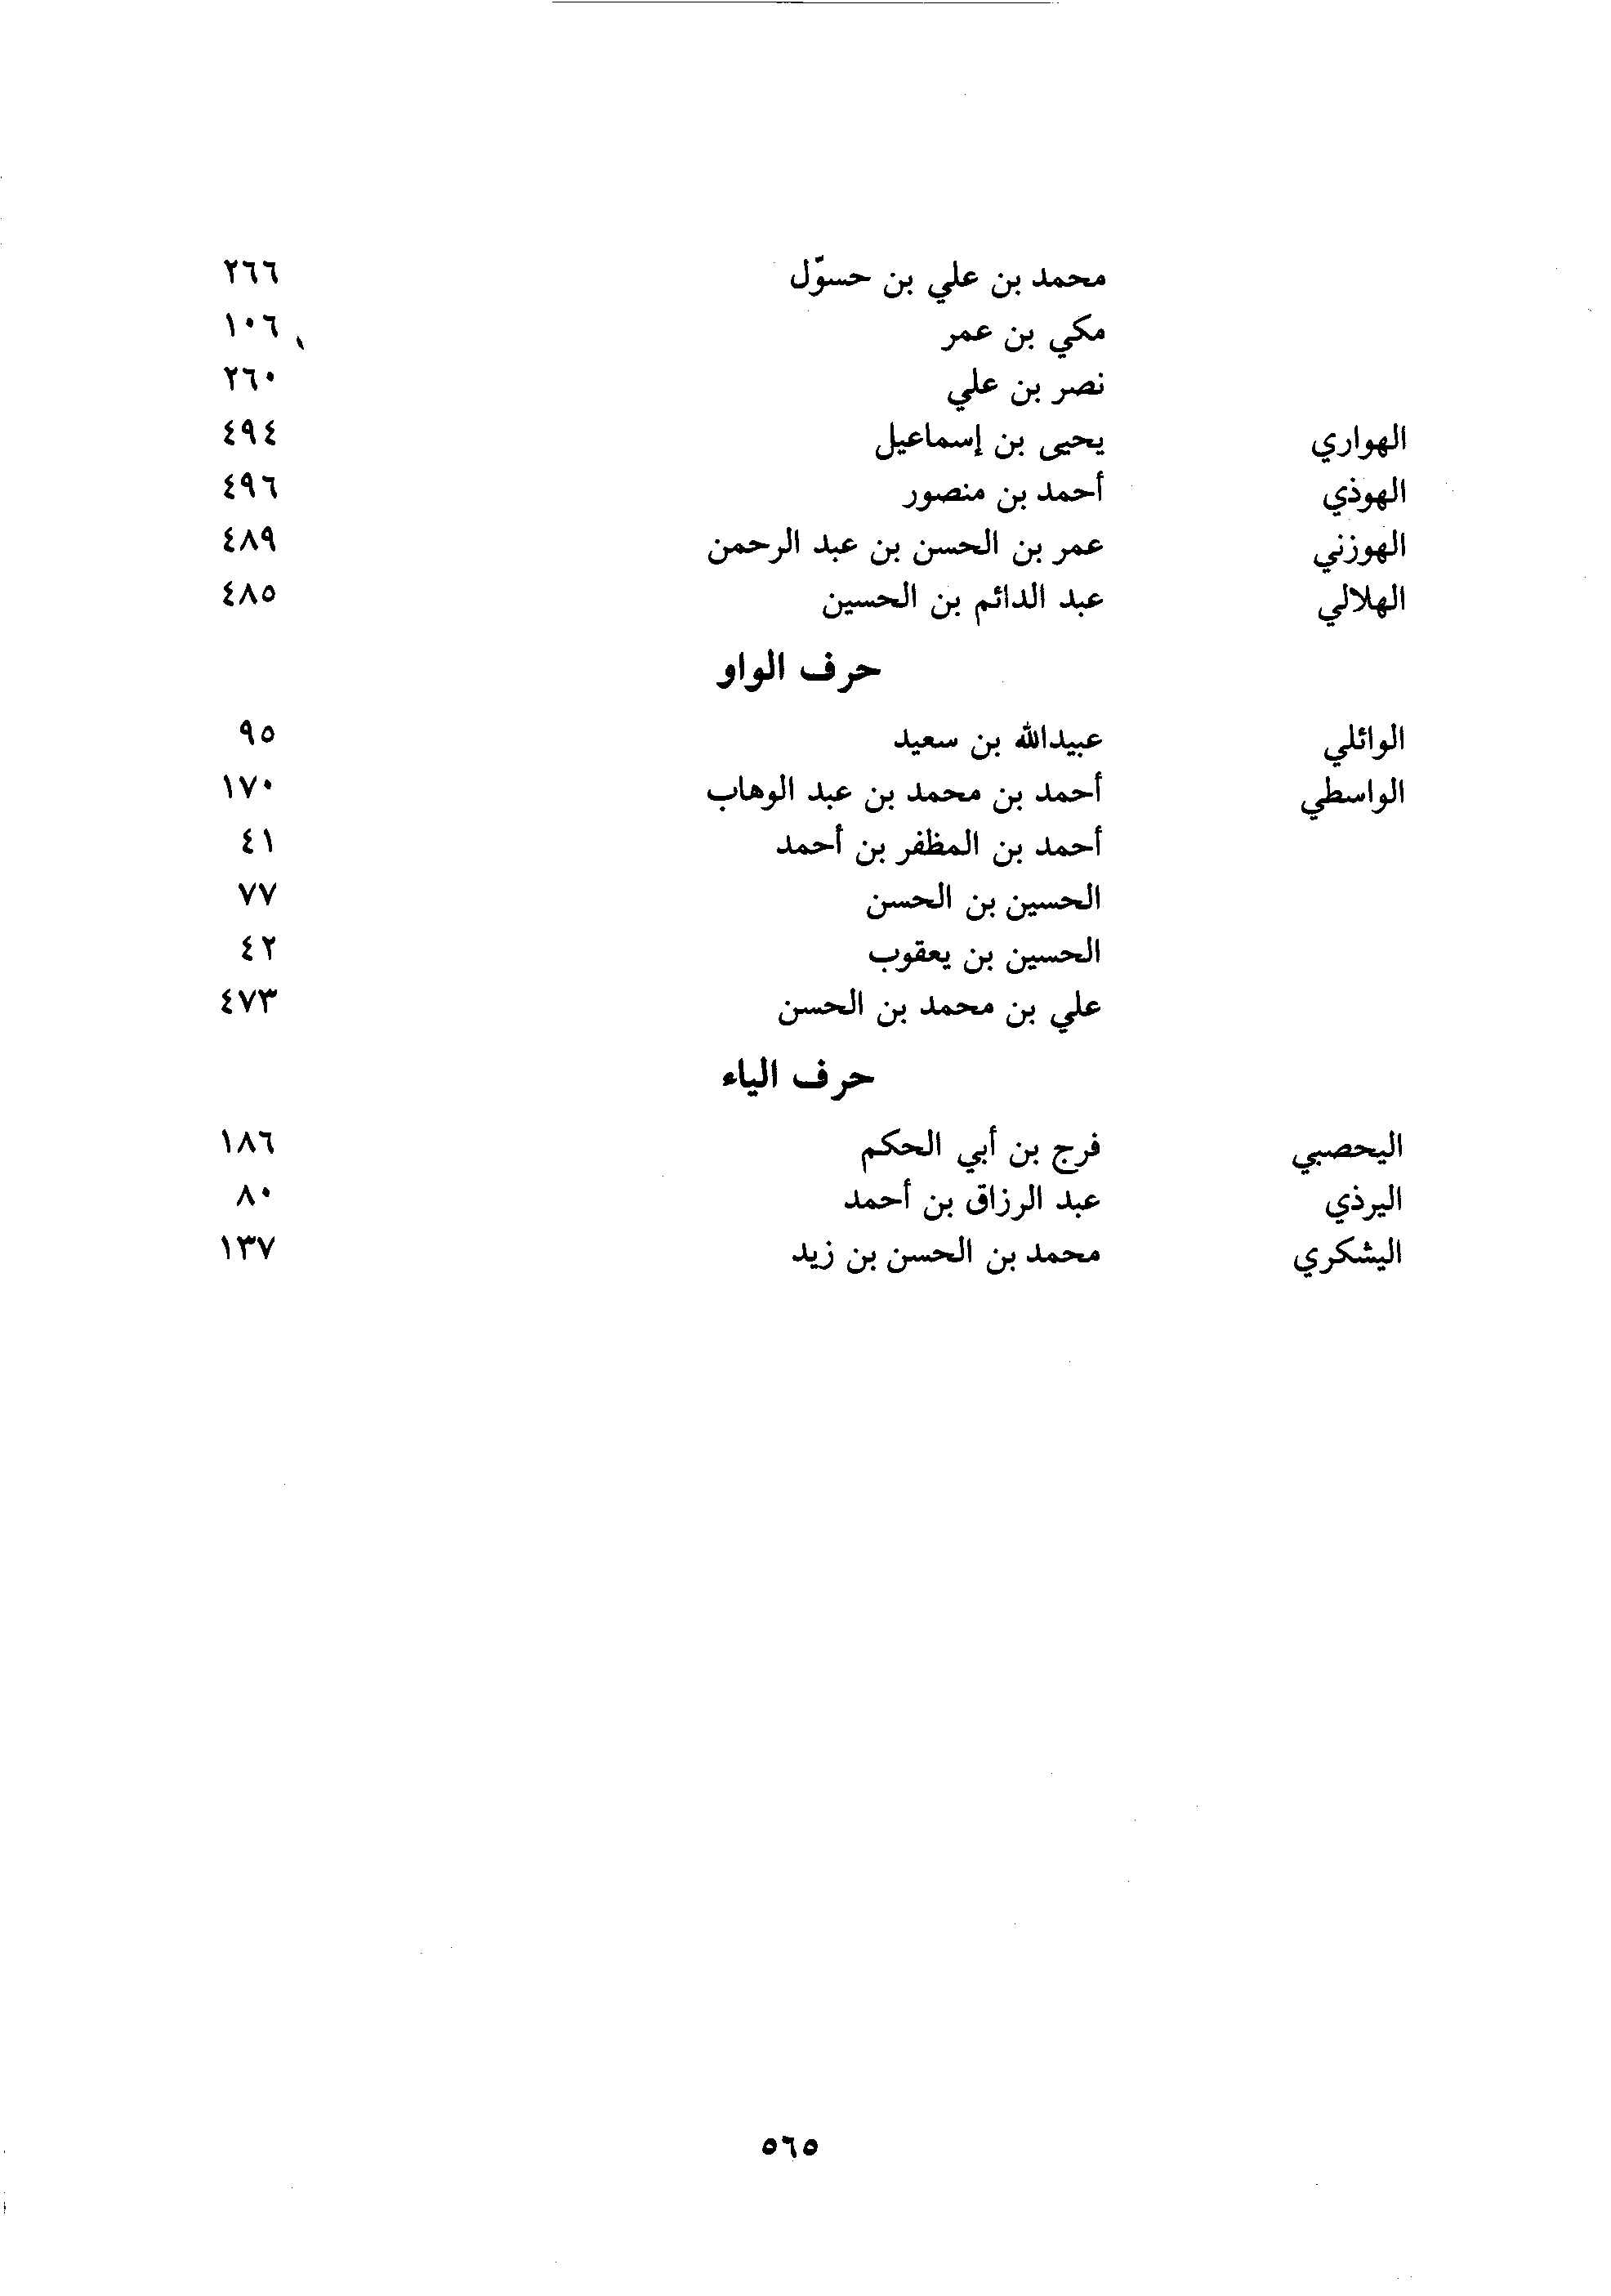 محمد بن علي بن حسوّل ٢٦٦
مكي بن عمر ١٠٦
نصر بن علي ٢٦٠
الهواري يحيى بن إسماعيل ٤٩٤
الهوذي أحمد بن منصور ٤٩٦
الهوزني عمر بن الحسن بن عبد الرحمن ٤٨٩
الهلالي عبد الدائم بن الحسين ٤٨٥
حرف الواو
الوائلي عبيدالله بن سعيد ٩٥
الواسطي أحمد بن محمد بن عبد الوهاب ١٧٠
أحمد بن المظفر بن أحمد ٤١
الحسين بن الحسن ٧٧
الحسين بن يعقوب ٤٢
علي بن محمد بن الحسن ٤٧٣
حرف الياء
اليحصبي فرج بن أبي الحكم ١٨٦
اليرذي عبد الرزاق بن أحمد ٨٠
اليشكري محمد بن الحسن بن زيد ١٣٧
٥٦٥